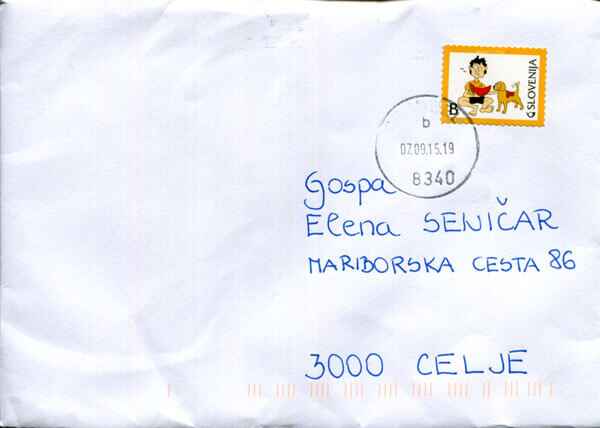 SLOVENIJA
B
b
07.09.15.19
8340
Gospa
Elena SENIČAR
MARIBORSKA CESTA 86
3000 CELJE